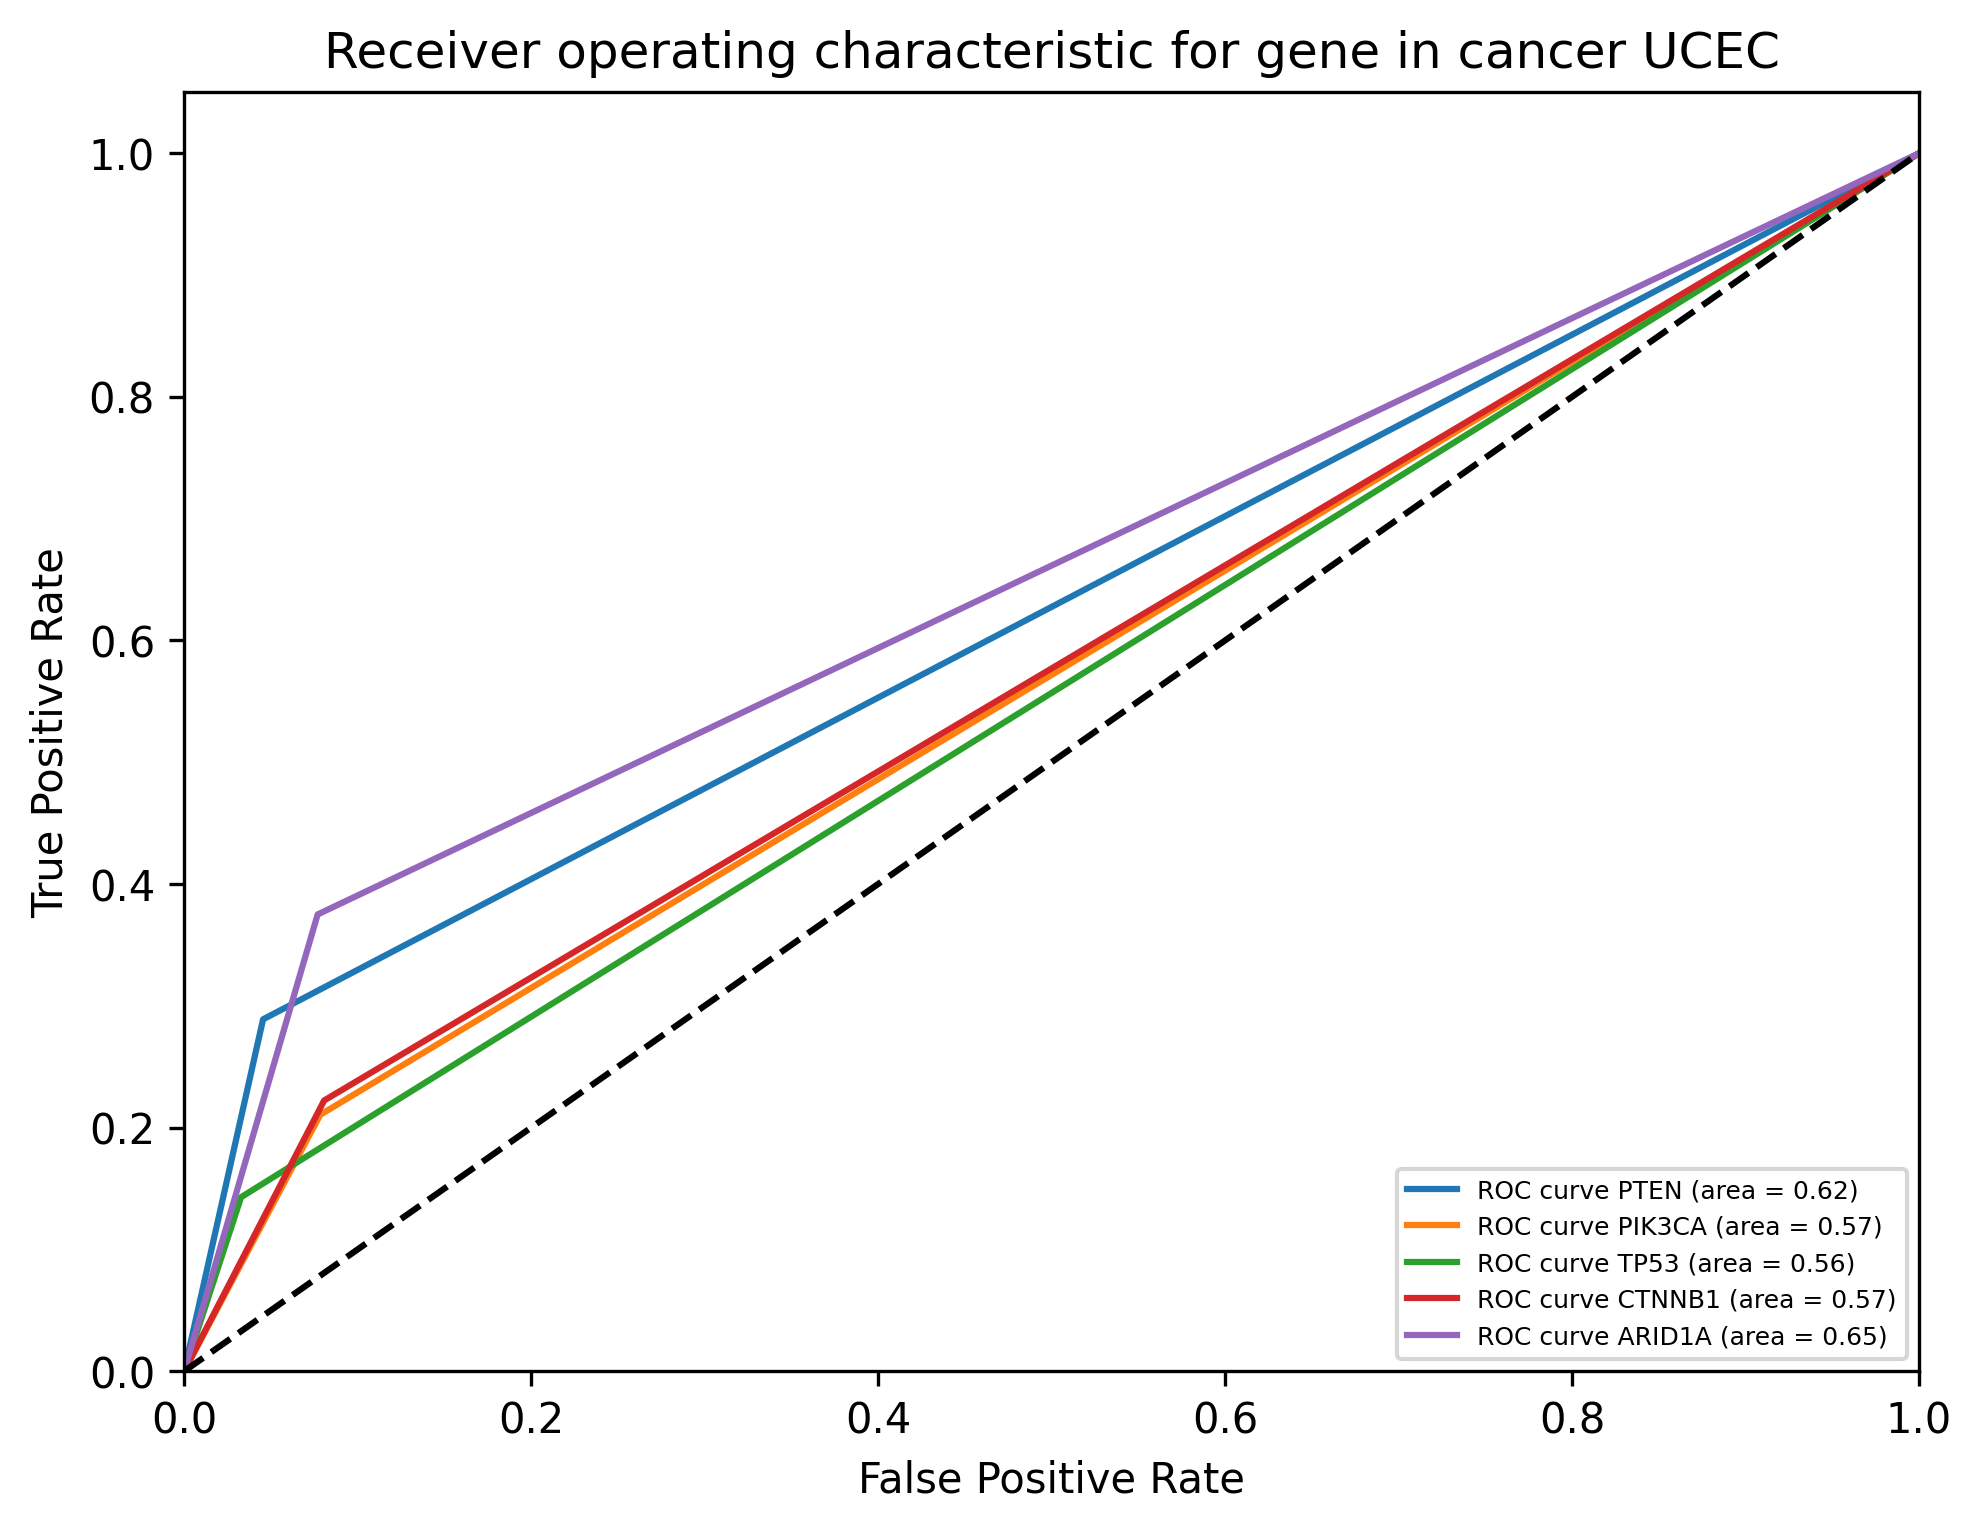 Receiver operating characteristic for gene in cancer UCEC
1.0
0.8
0.6
0.4
0.2
0.0
True Positive Rate
ROC curve PTEN (area = 0.62)
ROC curve PIK3CA (area = 0.57)
ROC curve TP53 (area = 0.56)
ROC curve CTNNB1 (area = 0.57)
ROC curve ARID1A (area = 0.65)
0.0 0.2 0.4 0.6 0.8 1.0
False Positive Rate